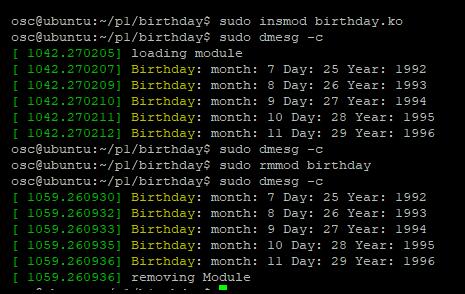 osc@ubuntu:~/p1/birthday$ sudo insmod birthday.ko
osc@ubuntu:~/p1/birthday$ sudo dmesg -c
[ 1042.270205] loading module
[ 1042.270207] Birthday: month: 7 Day: 25 Year: 1992
[ 1042.270209] Birthday: month: 8 Day: 26 Year: 1993
[ 1042.270210] Birthday: month: 9 Day: 27 Year: 1994
[ 1042.270211] Birthday: month: 10 Day: 28 Year: 1995
[ 1042.270212] Birthday: month: 11 Day: 29 Year: 1996
osc@ubuntu:~/p1/birthday$ sudo dmesg -c
osc@ubuntu:~/p1/birthday$ sudo rmmod birthday
osc@ubuntu:~/p1/birthday$ sudo dmesg -c
[ 1059.260930] Birthday: month: 7 Day: 25 Year: 1992
[ 1059.260932] Birthday: month: 8 Day: 26 Year: 1993
[ 1059.260933] Birthday: month: 9 Day: 27 Year: 1994
[ 1059.260935] Birthday: month: 10 Day: 28 Year: 1995
[ 1059.260936] Birthday: month: 11 Day: 29 Year: 1996
[ 1059.260936] removing Module